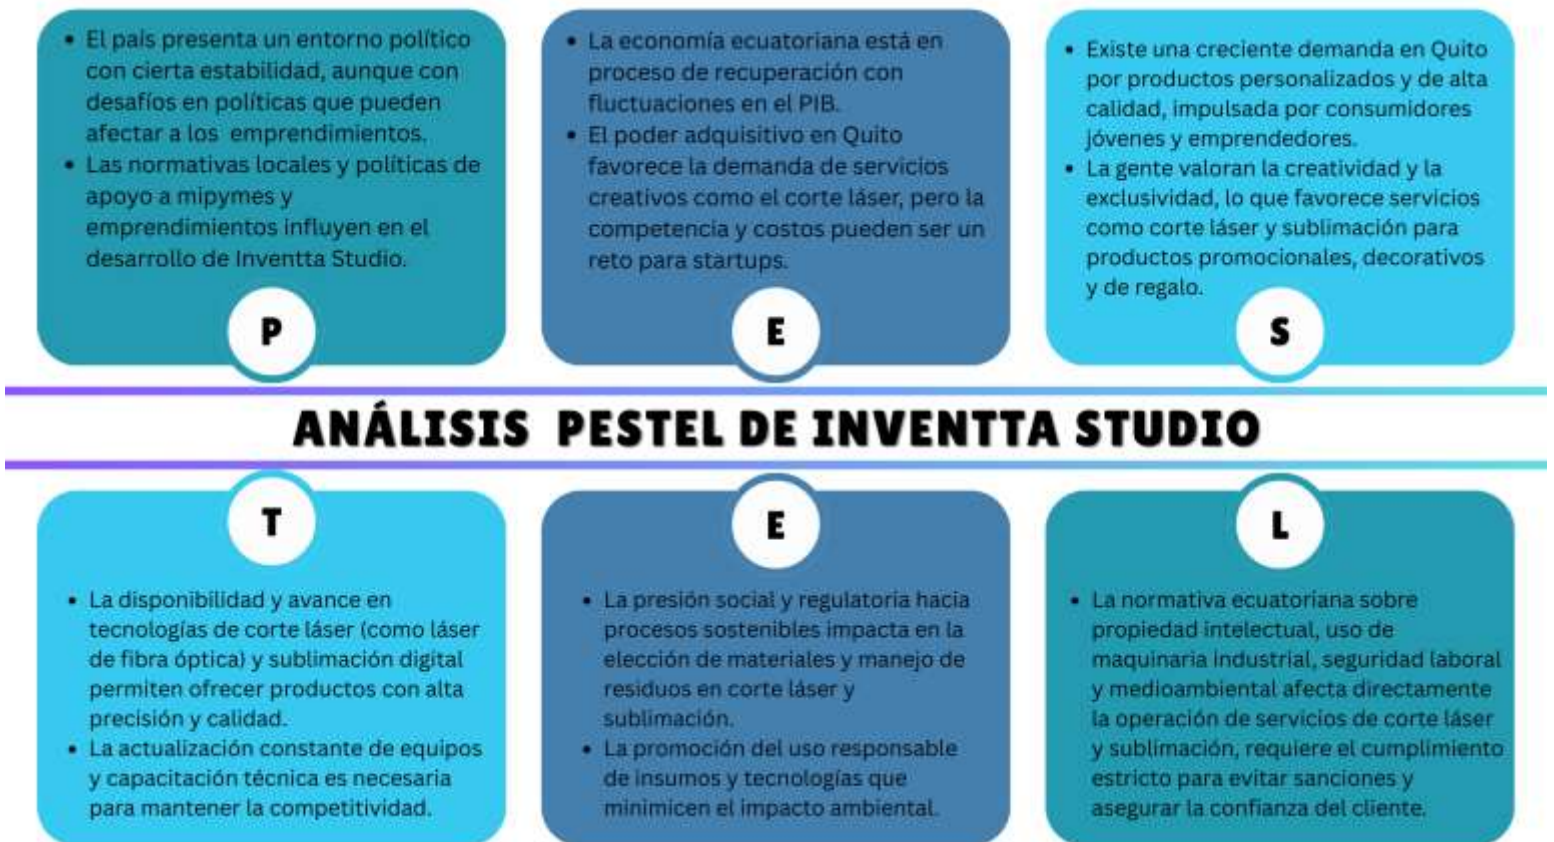 • El país presenta un entorno político
con cierta estabilidad, aunque con
desafíos en políticas que pueden
afectar a los emprendimientos.
• Las normativas locales y políticas de
apoyo a mipymes y
emprendimientos influyen en el
desarrollo de Inventta Studio.
P
• La economía ecuatoriana está en
proceso de recuperación con
fluctuaciones en el PIB.
• El poder adquisitivo en Quito
favorece la demanda de servicios
creativos como el corte láser, pero la
competencia y costos pueden ser un
reto para startups.
E
• Existe una creciente demanda en Quito
por productos personalizados y de alta
calidad, impulsada por consumidores
jóvenes y emprendedores.
• La gente valoran la creatividad y la
exclusividad, lo que favorece servicios
como corte láser y sublimación para
productos promocionales, decorativos
y de regalo.
S
ANÁLISIS PESTEL DE INVENTTA STUDIO
T
• La disponibilidad y avance en
tecnologías de corte láser (como láser
de fibra óptica) y sublimación digital
permiten ofrecer productos con alta
precisión y calidad.
• La actualización constante de equipos
y capacitación técnica es necesaria
para mantener la competitividad.
E
• La presión social y regulatoria hacia
procesos sostenibles impacta en la
elección de materiales y manejo de
residuos en corte láser y
sublimación.
• La promoción del uso responsable
de insumos y tecnologías que
minimicen el impacto ambiental.
L
• La normativa ecuatoriana sobre
propiedad intelectual, uso de
maquinaria industrial, seguridad laboral
y medioambiental afecta directamente
la operación de servicios de corte láser
y sublimación, requiere el cumplimiento
estricto para evitar sanciones y
asegurar la confianza del cliente.